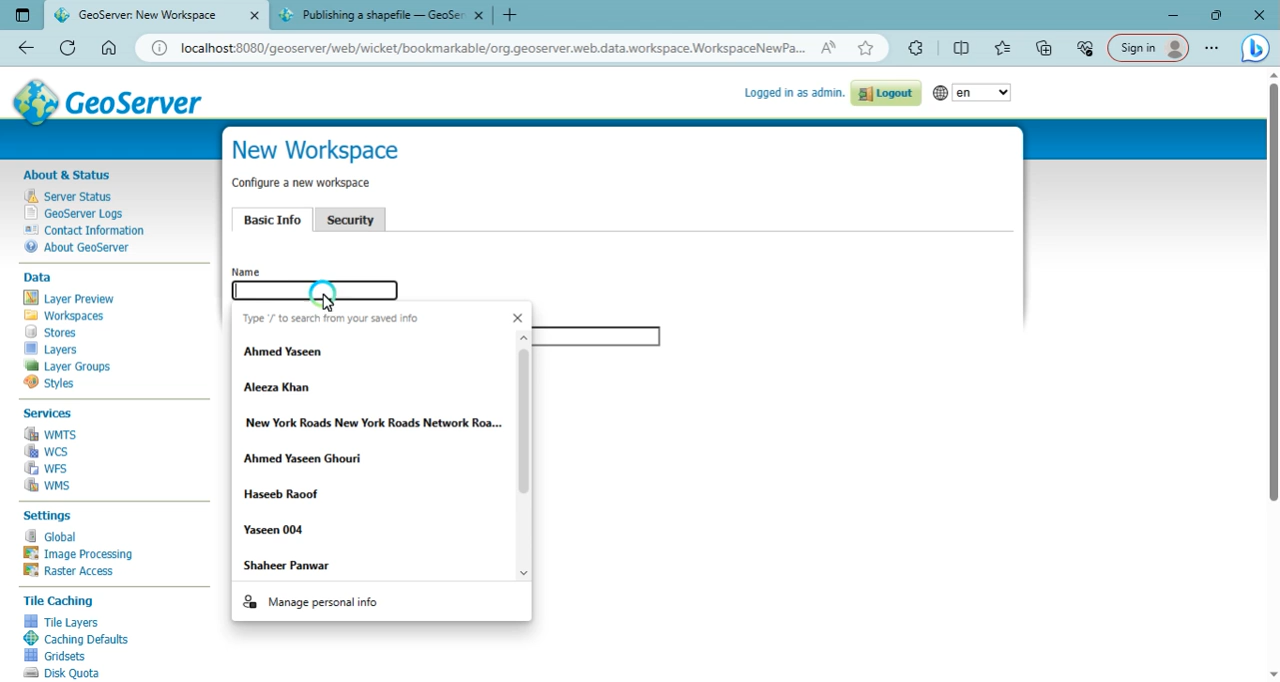 GeoServer: New Workspace
Publishing a shapefile — GeoSer
localhost:8080/geoserver/web/wicket/bookmarkable/org.geoserver.web.data.workspace.WorkspaceNewPa...
Sign in
GeoServer
Logged in as admin.
Logout
en
New Workspace
Configure a new workspace
Basic Info
Security
Name
Type '/' to search from your saved info
Ahmed Yaseen
Aleeza Khan
New York Roads New York Roads Network Roa...
Ahmed Yaseen Ghouri
Haseeb Raoof
Yaseen 004
Shaheer Panwar
Manage personal info
About & Status
Server Status
GeoServer Logs
Contact Information
About GeoServer
Data
Layer Preview
Workspaces
Stores
Layers
Layer Groups
Styles
Services
WMTS
WCS
WFS
WMS
Settings
Global
Image Processing
Raster Access
Tile Caching
Tile Layers
Caching Defaults
Gridsets
Disk Quota